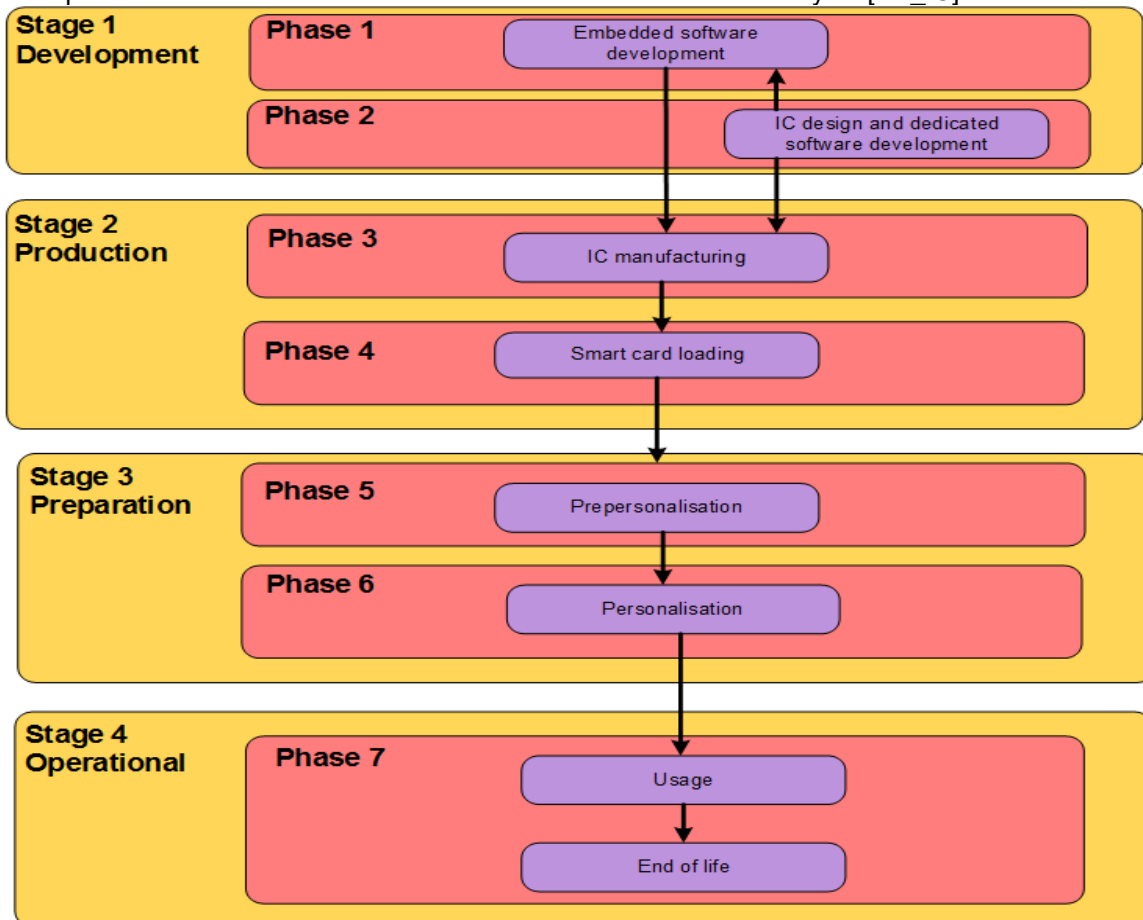 Stage 1
Development
Phase 1
Embedded software
development
Phase 2
IC design and dedicated
software development
Stage 2
Production
Phase 3
IC manufacturing
Phase 4
Smart card loading
Stage 3
Preparation
Phase 5
Prepersonalisation
Phase 6
Personalisation
Stage 4
Operational
Phase 7
Usage
End of life